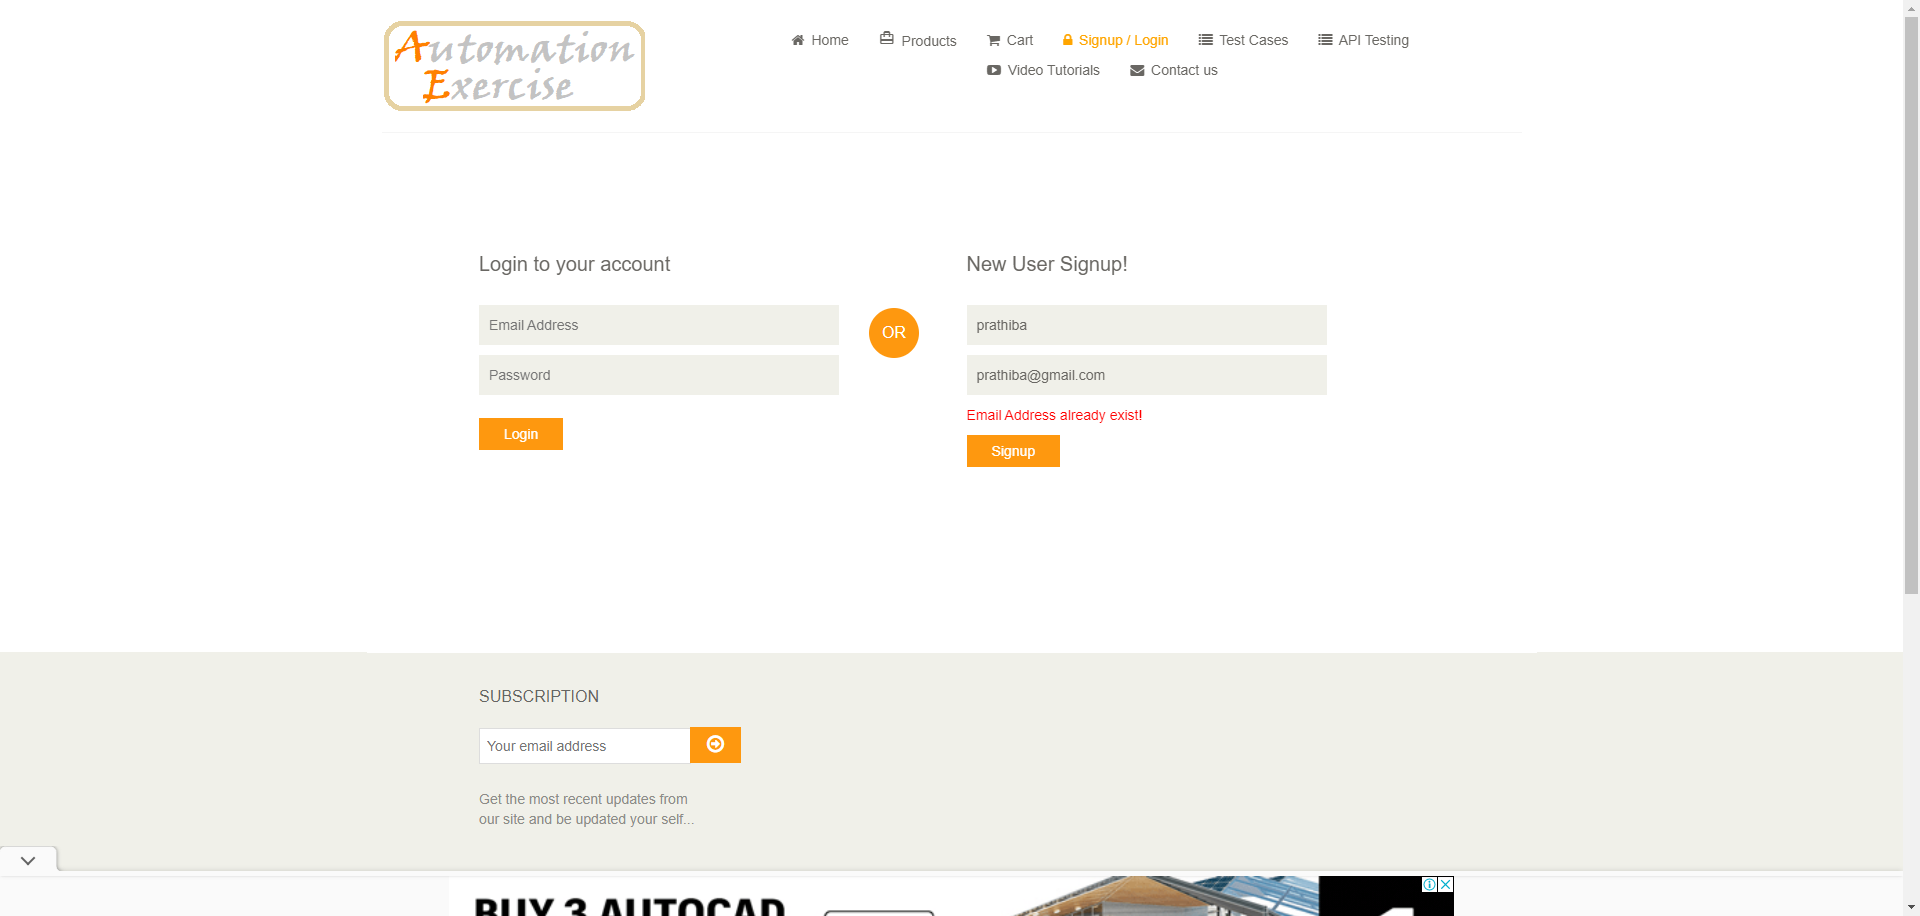 Automation
Exercise
Home
Products
Cart
Signup / Login
Test Cases
API Testing
Video Tutorials
Contact us
Login to your account
Email Address
Password
Login
OR
New User Signup!
prathiba
prathiba@gmail.com
Email Address already exist!
Signup
SUBSCRIPTION
Your email address
Get the most recent updates from
our site and be updated your self...
BUY 3 AUTOCAD